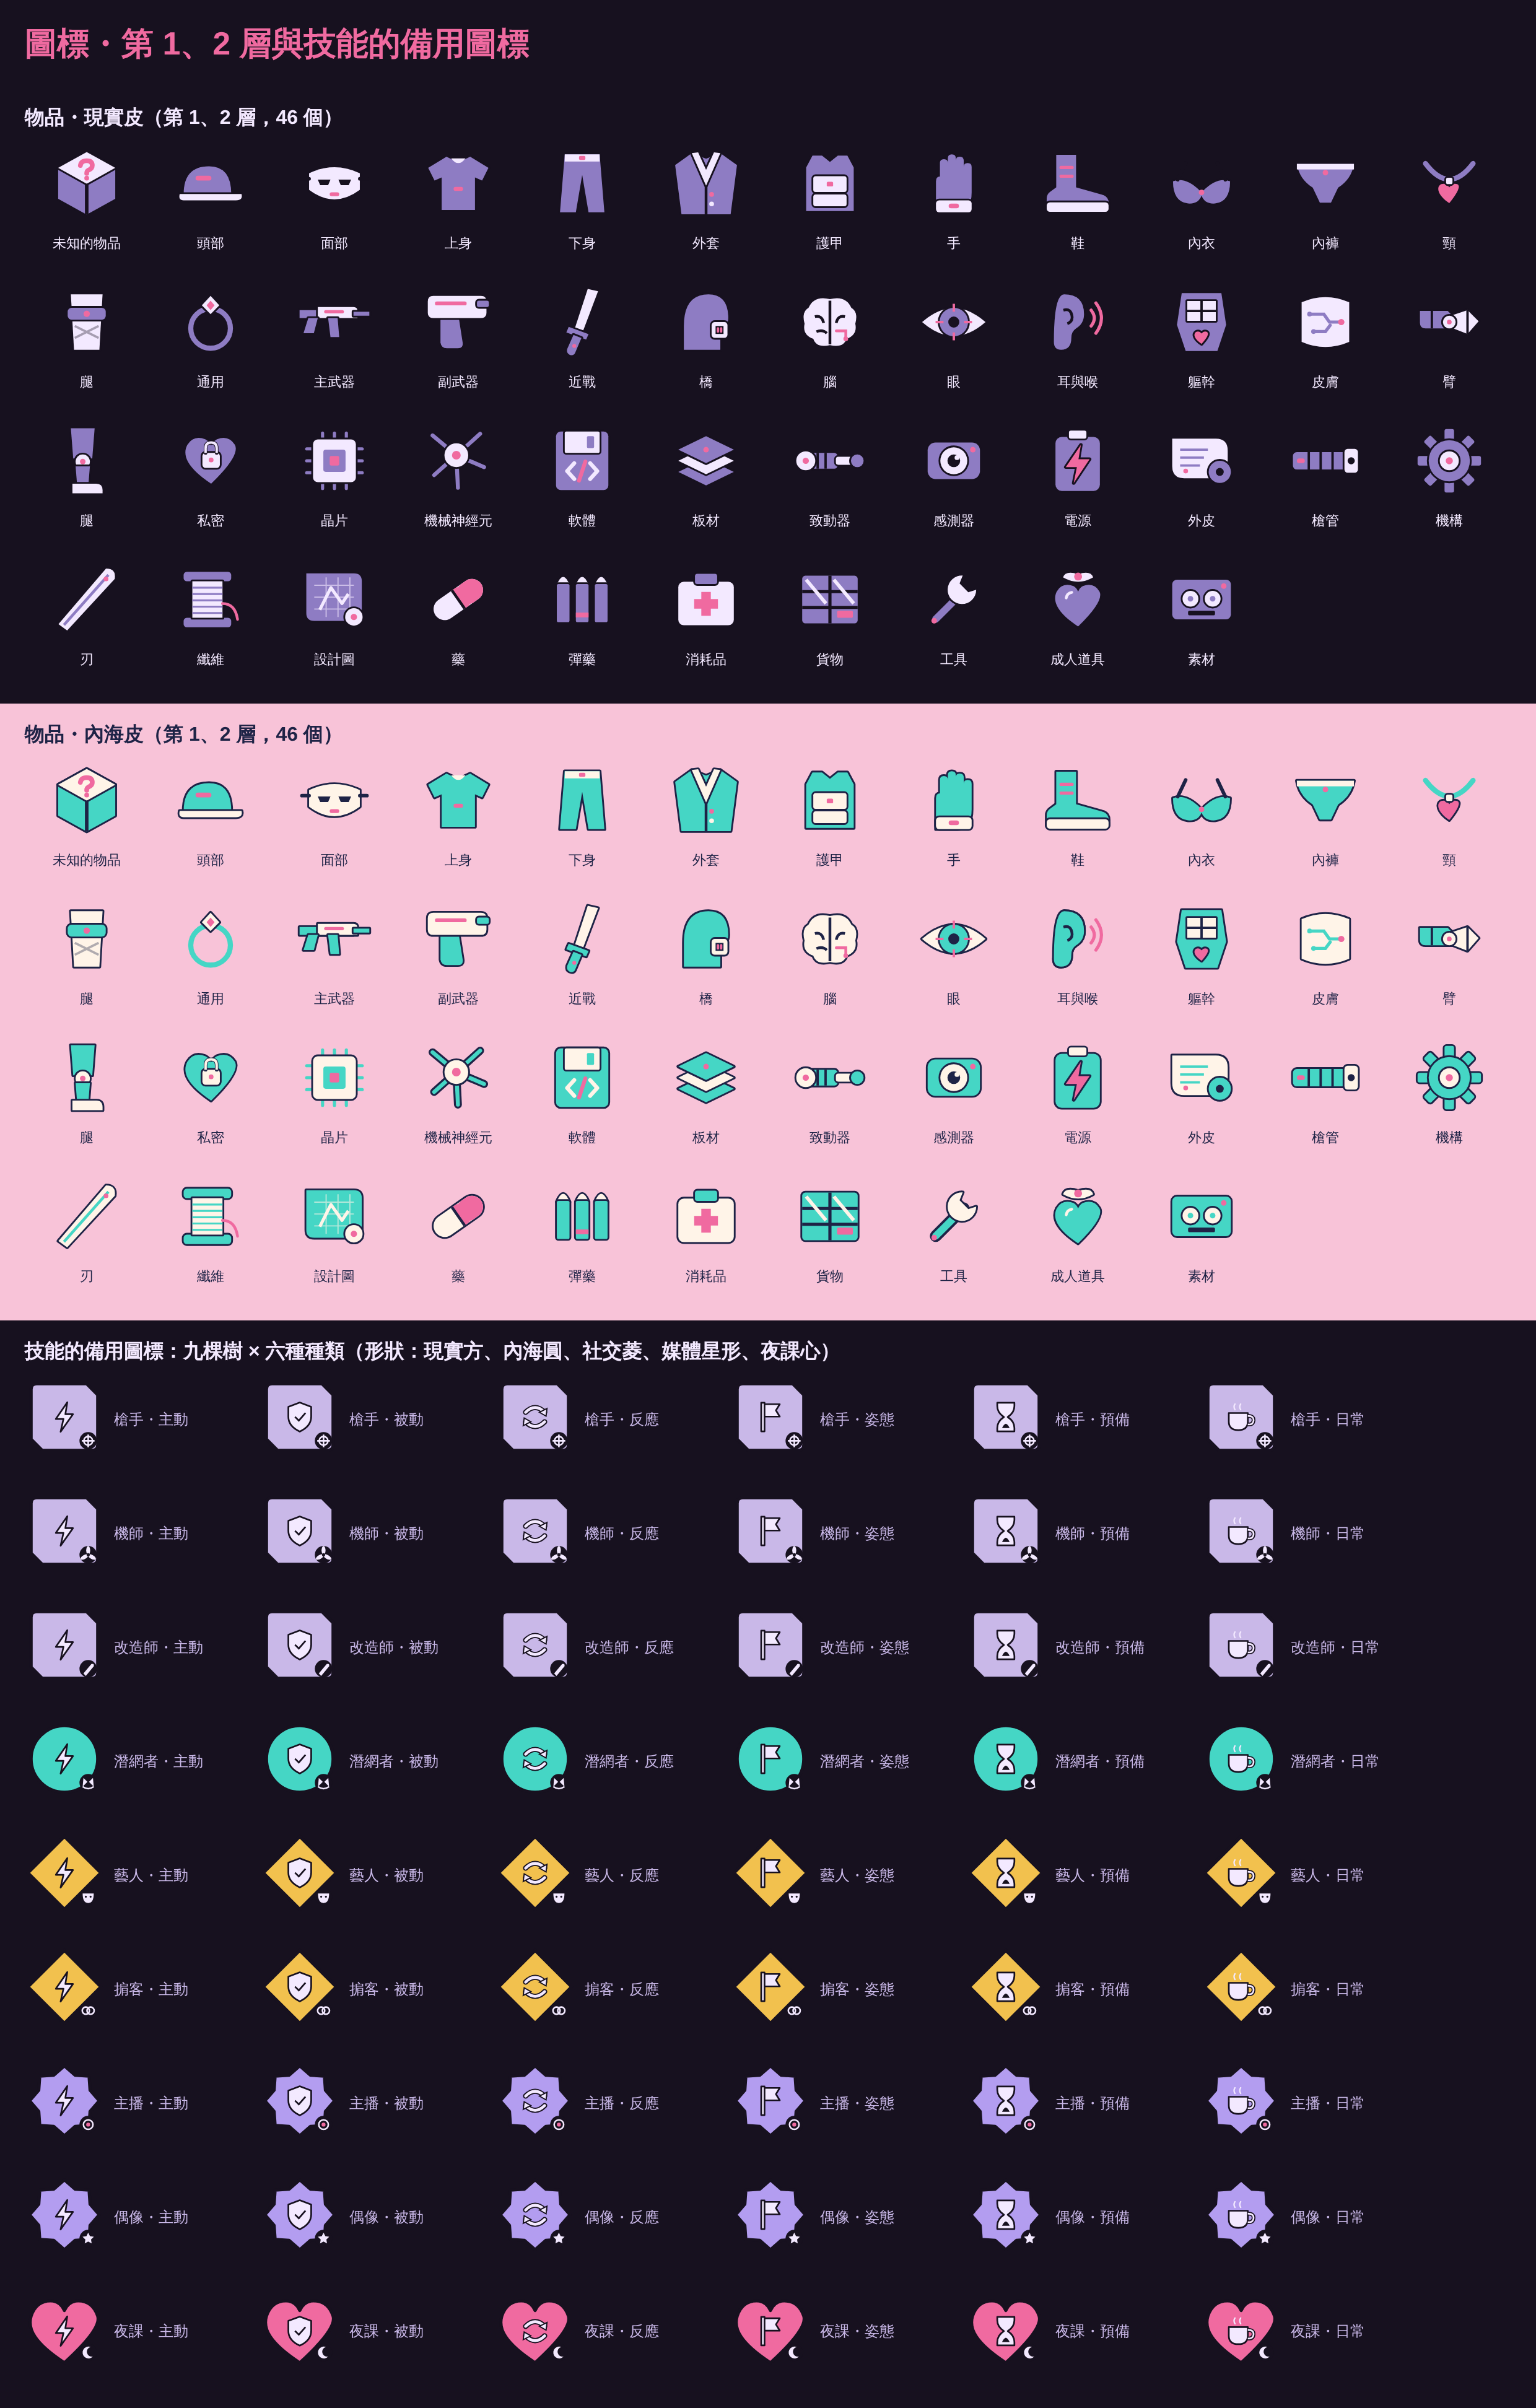 圖標・第 1、2 層與技能的備用圖標
物品・現實皮（第 1、2 層，46 個）
未知的物品 頭部 面部 上身 下身 外套 護甲 手 鞋 內衣 內褲 頸
腿 通用 主武器 副武器 近戰 橋 腦 眼 耳與喉 軀幹 皮膚 臂
腿 私密 晶片 機械神經元 軟體 板材 致動器 感測器 電源 外皮 槍管 機構
刃 纖維 設計圖 藥 彈藥 消耗品 貨物 工具 成人道具 素材
物品・內海皮（第 1、2 層，46 個）
未知的物品 頭部 面部 上身 下身 外套 護甲 手 鞋 內衣 內褲 頸
腿 通用 主武器 副武器 近戰 橋 腦 眼 耳與喉 軀幹 皮膚 臂
腿 私密 晶片 機械神經元 軟體 板材 致動器 感測器 電源 外皮 槍管 機構
刃 纖維 設計圖 藥 彈藥 消耗品 貨物 工具 成人道具 素材
技能的備用圖標：九棵樹 × 六種種類（形狀：現實方、內海圓、社交菱、媒體星形、夜課心）
槍手・主動 槍手・被動 槍手・反應 槍手・姿態 槍手・預備 槍手・日常
機師・主動 機師・被動 機師・反應 機師・姿態 機師・預備 機師・日常
改造師・主動 改造師・被動 改造師・反應 改造師・姿態 改造師・預備 改造師・日常
潛網者・主動 潛網者・被動 潛網者・反應 潛網者・姿態 潛網者・預備 潛網者・日常
藝人・主動 藝人・被動 藝人・反應 藝人・姿態 藝人・預備 藝人・日常
掮客・主動 掮客・被動 掮客・反應 掮客・姿態 掮客・預備 掮客・日常
主播・主動 主播・被動 主播・反應 主播・姿態 主播・預備 主播・日常
偶像・主動 偶像・被動 偶像・反應 偶像・姿態 偶像・預備 偶像・日常
夜課・主動 夜課・被動 夜課・反應 夜課・姿態 夜課・預備 夜課・日常